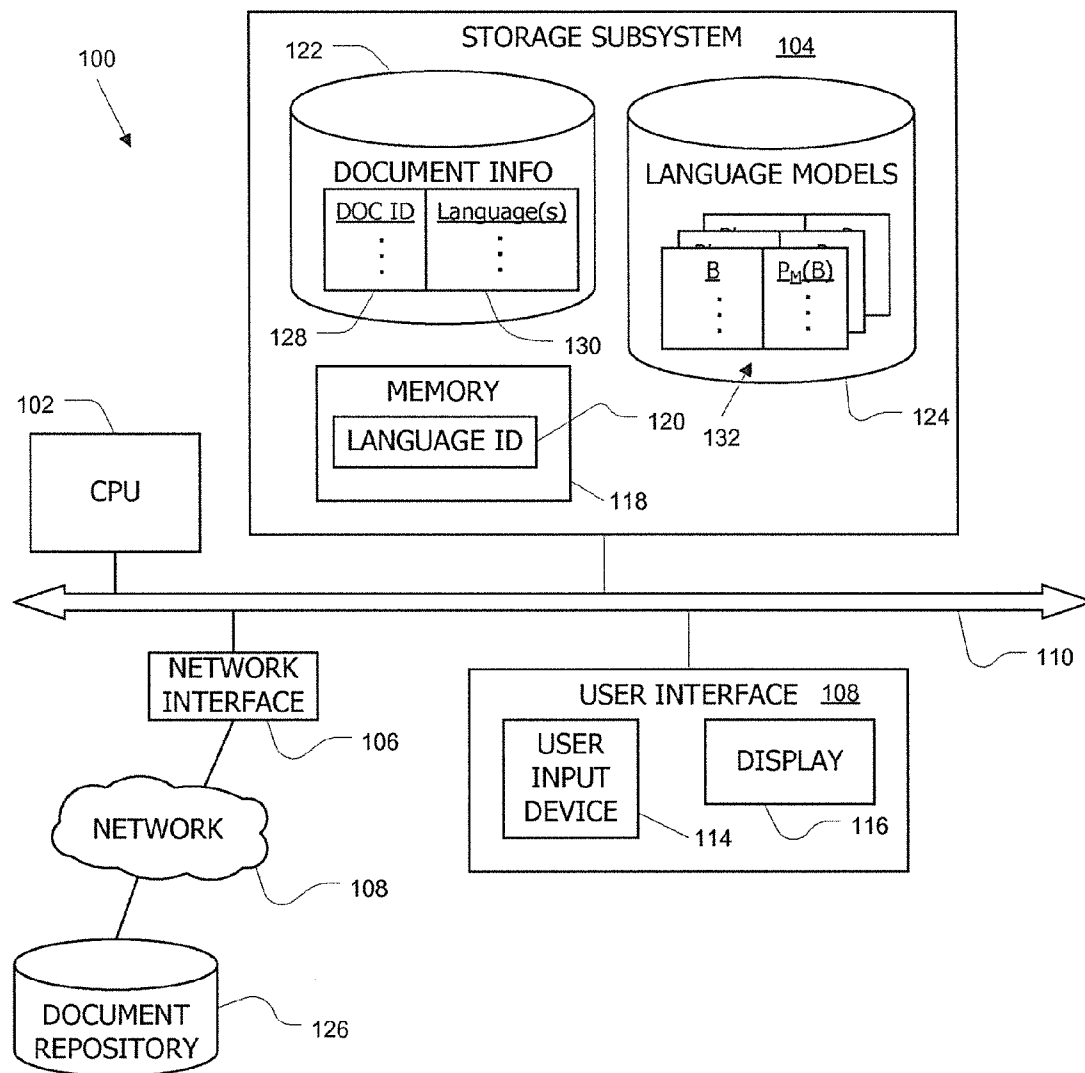 STORAGE SUBSYSTEM 104
122
100
DOCUMENT INFO
LANGUAGE MODELS
DOC ID Language(s)
B P_M(B)
128
130
MEMORY
LANGUAGE ID
120
132
124
118
102
CPU
110
NETWORK
INTERFACE
106
USER INTERFACE 108
USER
INPUT
DEVICE
DISPLAY
114
116
NETWORK
108
DOCUMENT
REPOSITORY
126